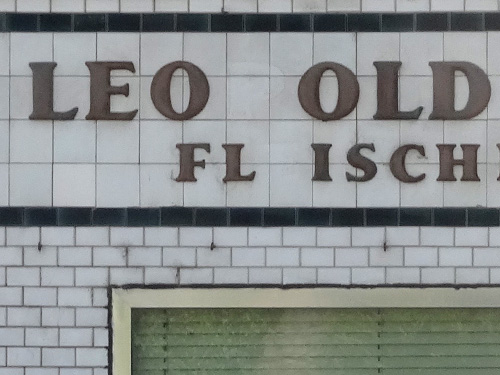 LEO OLD
FL ISCH